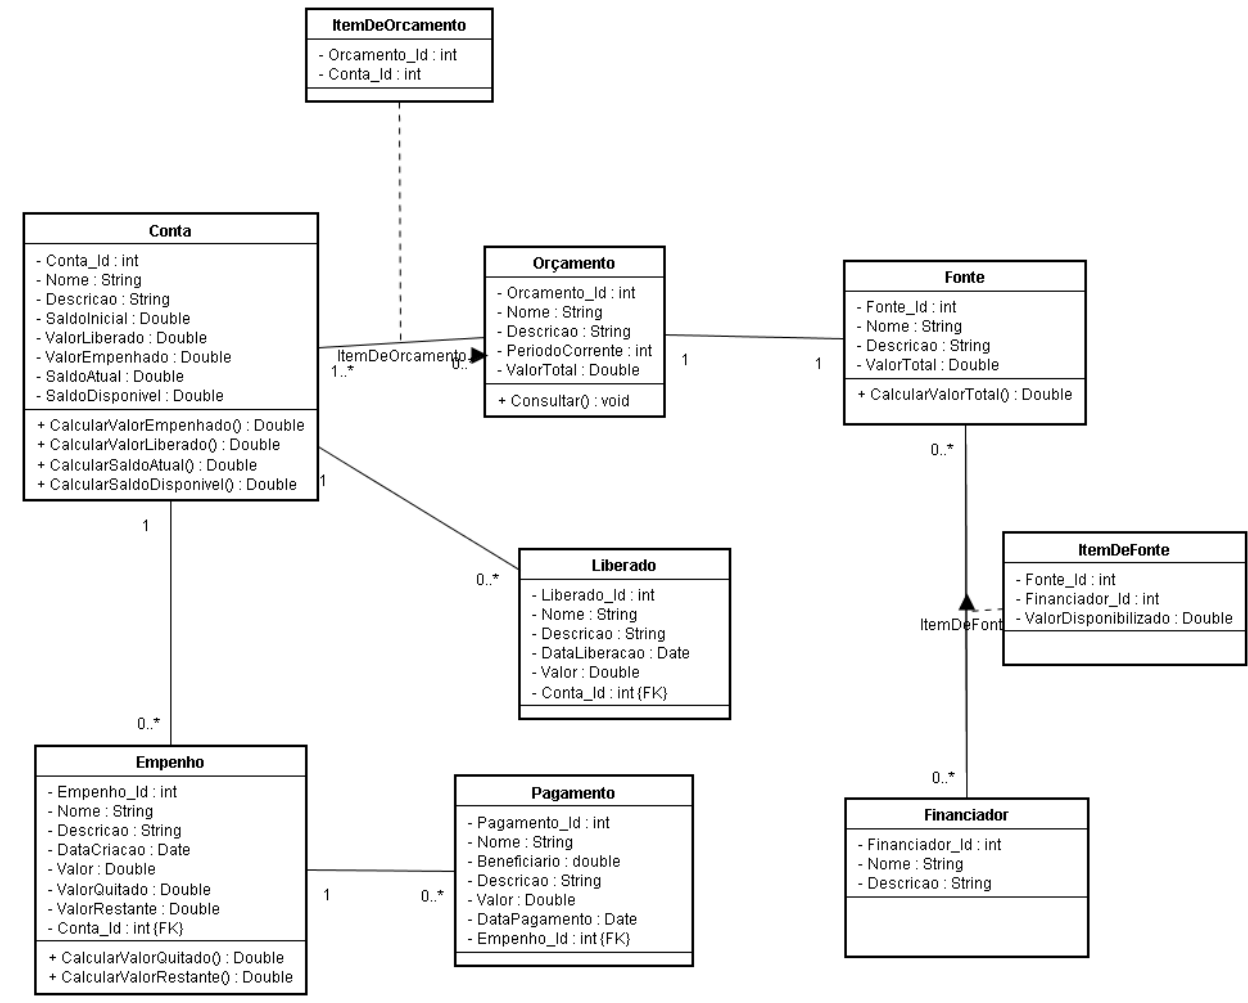 ItemDeOrcamento
- Orcamento_Id : int
- Conta_Id : int
Conta
- Conta_Id : int
- Nome : String
- Descricao : String
- SaldoInicial : Double
- ValorLiberado : Double
- ValorEmpenhado : Double
- SaldoAtual : Double
- SaldoDisponivel : Double
+ CalcularValorEmpenhado() : Double
+ CalcularValorLiberado() : Double
+ CalcularSaldoAtual() : Double
+ CalcularSaldoDisponivel() : Double
ItemDeOrcamento
1..*
0..
Orçamento
- Orcamento_Id : int
- Nome : String
- Descricao : String
- PeriodoCorrente : int
- ValorTotal : Double
+ Consultar() : void
1
1
Fonte
- Fonte_Id : int
- Nome : String
- Descricao : String
- ValorTotal : Double
+ CalcularValorTotal() : Double
0..*
1
1
0..*
Liberado
- Liberado_Id : int
- Nome : String
- Descricao : String
- DataLiberacao : Date
- Valor : Double
- Conta_Id : int {FK}
ItemDeFonte
- Fonte_Id : int
- Financiador_Id : int
- ValorDisponibilizado : Double
ItemDeFont
0..*
0..*
Empenho
- Empenho_Id : int
- Nome : String
- Descricao : String
- DataCriacao : Date
- Valor : Double
- ValorQuitado : Double
- ValorRestante : Double
- Conta_Id : int {FK}
+ CalcularValorQuitado() : Double
+ CalcularValorRestante() : Double
1
0..*
Pagamento
- Pagamento_Id : int
- Nome : String
- Beneficiario : double
- Descricao : String
- Valor : Double
- DataPagamento : Date
- Empenho_Id : int {FK}
Financiador
- Financiador_Id : int
- Nome : String
- Descricao : String